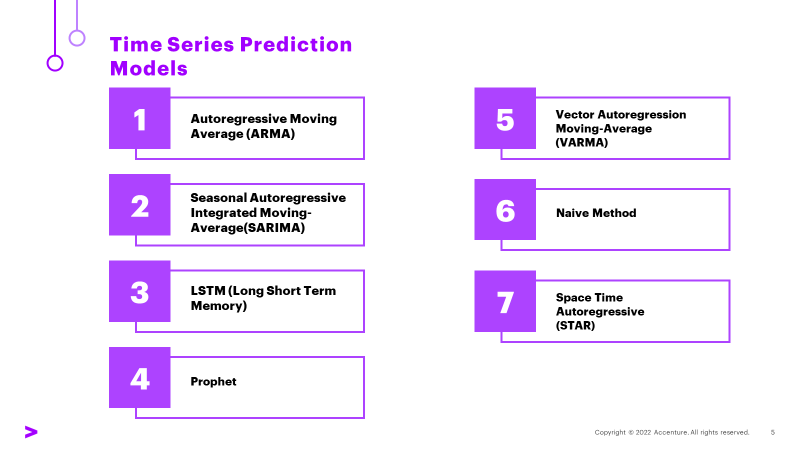 Time Series Prediction
Models
1
Autoregressive Moving
Average (ARMA)
2
Seasonal Autoregressive
Integrated Moving-
Average(SARIMA)
3
LSTM (Long Short Term
Memory)
4
Prophet
5
Vector Autoregression
Moving-Average
(VARMA)
6
Naive Method
7
Space Time
Autoregressive
(STAR)
>
Copyright © 2022 Accenture. All rights reserved.
5